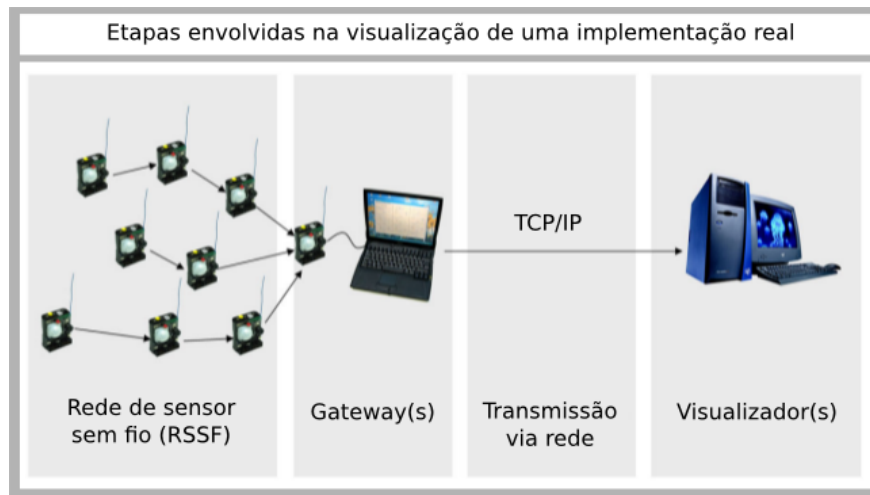 Etapas envolvidas na visualização de uma implementação real
TCP/IP
Rede de sensor
sem fio (RSSF)
Gateway(s)
Transmissão
via rede
Visualizador(s)